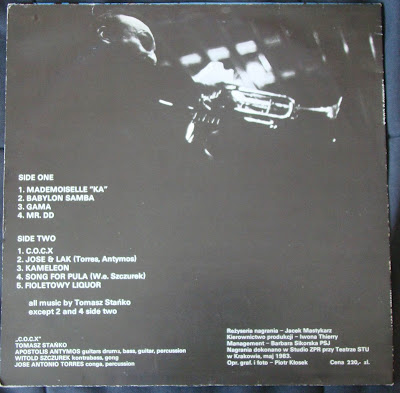 SIDE ONE
1. MADEMOISELLE "KA"
2. BABYLON SAMBA
3. GAMA
4. MR. DD
SIDE TWO
1. C.O.C.X
2. JOSE & LAK (Torres, Antymos)
3. KAMELEON
4. SONG FOR PULA (W.e. Szczurek)
5. FIOLETOWY LIQUOR
all music by Tomasz Stańko
except 2 and 4 side two
„C.O.C.X"
TOMASZ STAŃKO
APOSTOLIS ANTYMOS guitars drums, bass, guitar, percussion
WITOLD SZCZUREK kontrabass, gong
JOSE ANTONIO TORRES conga, percussion
Reżyseria nagrania - Jacek Mastykarz
Kierownictwo produkcji - Iwona Thierry
Management - Barbara Sikorska PSJ
Nagrania dokonano w Studio ZPR przy Teatrze STU
w Krakowie, maj 1983.
Opr. graf. i foto - Piotr Kłosek Cena 220,- zł.